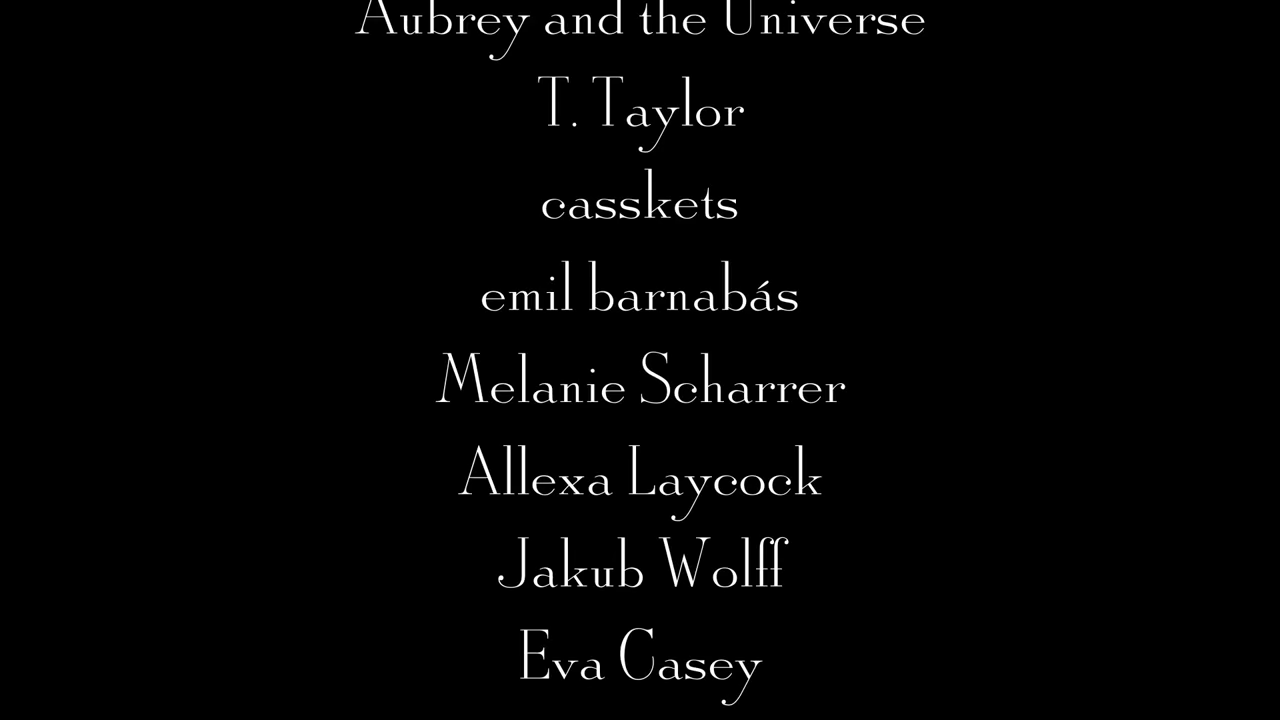 Aubrey and the Universe
T. Taylor
casskets
emil barnabás
Melanie Scharrer
Allexa Laycock
Jakub Wolff
Eva Casey